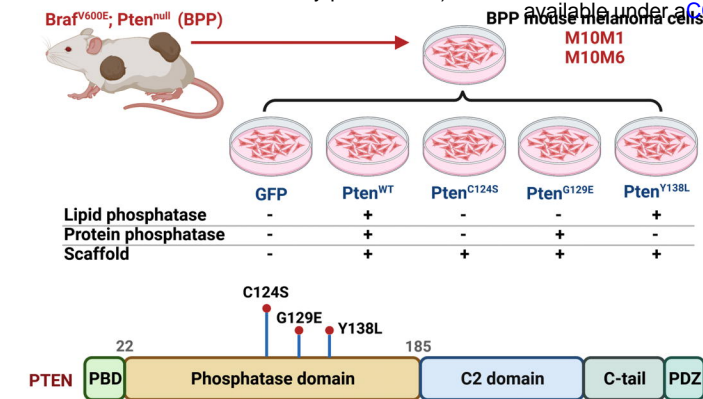 available under aC
Braf^V600E; Pten^null (BPP)
BPP mouse melanoma cells
M10M1
M10M6
GFP Pten^WT Pten^C124S Pten^G129E Pten^Y138L
Lipid phosphatase - + - - +
Protein phosphatase - + - + -
Scaffold - + + + +
C124S
G129E
Y138L
22 185
PTEN PBD Phosphatase domain C2 domain C-tail PDZ